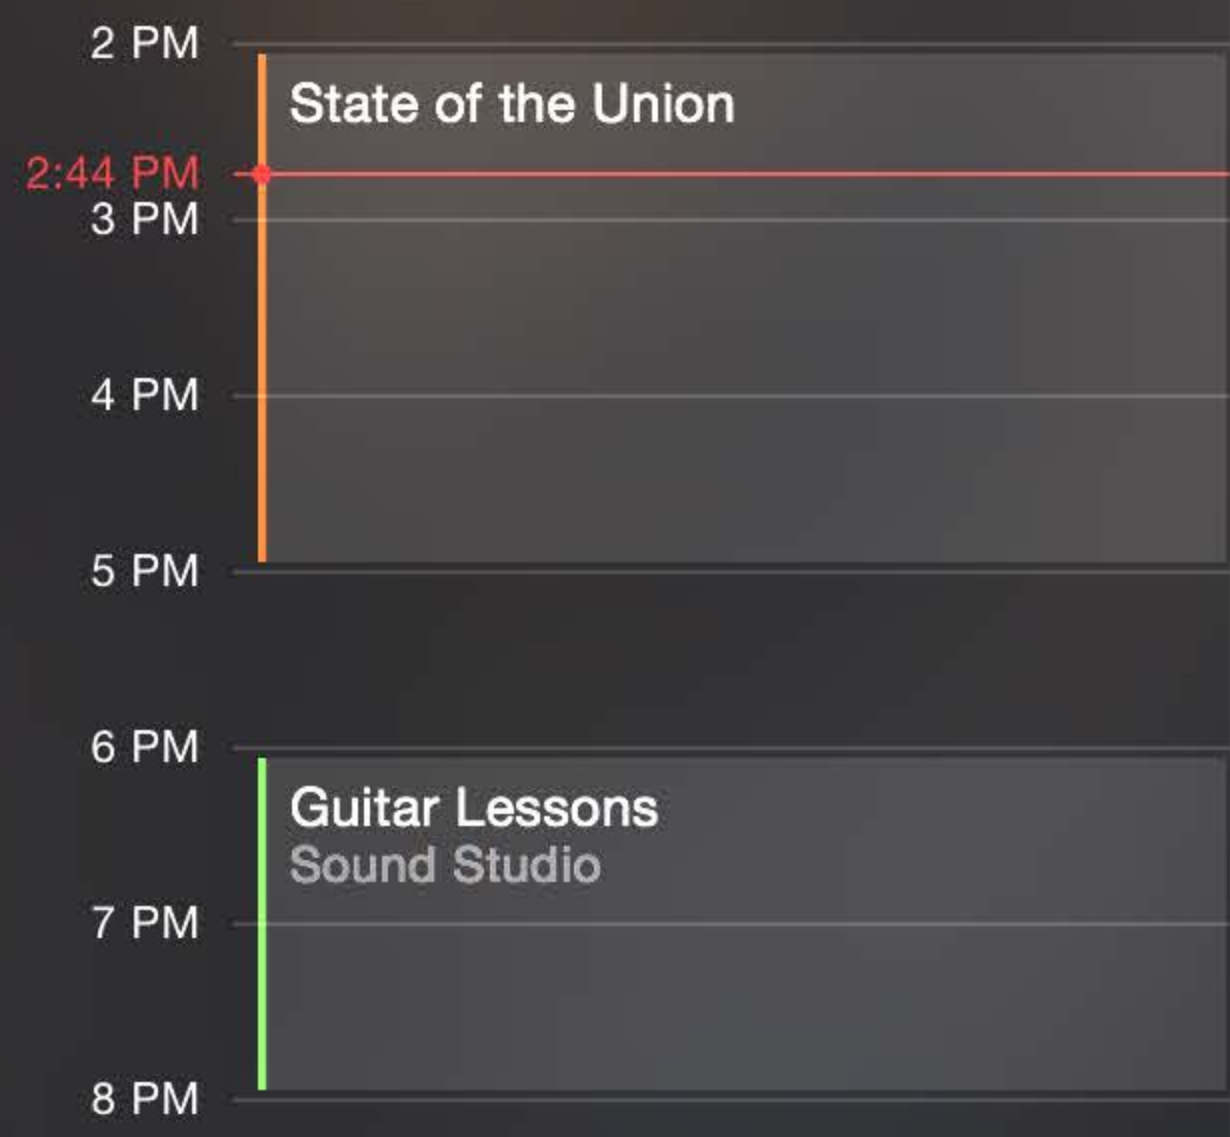 2 PM
State of the Union
2:44 PM
3 PM
4 PM
5 PM
6 PM
Guitar Lessons
Sound Studio
7 PM
8 PM